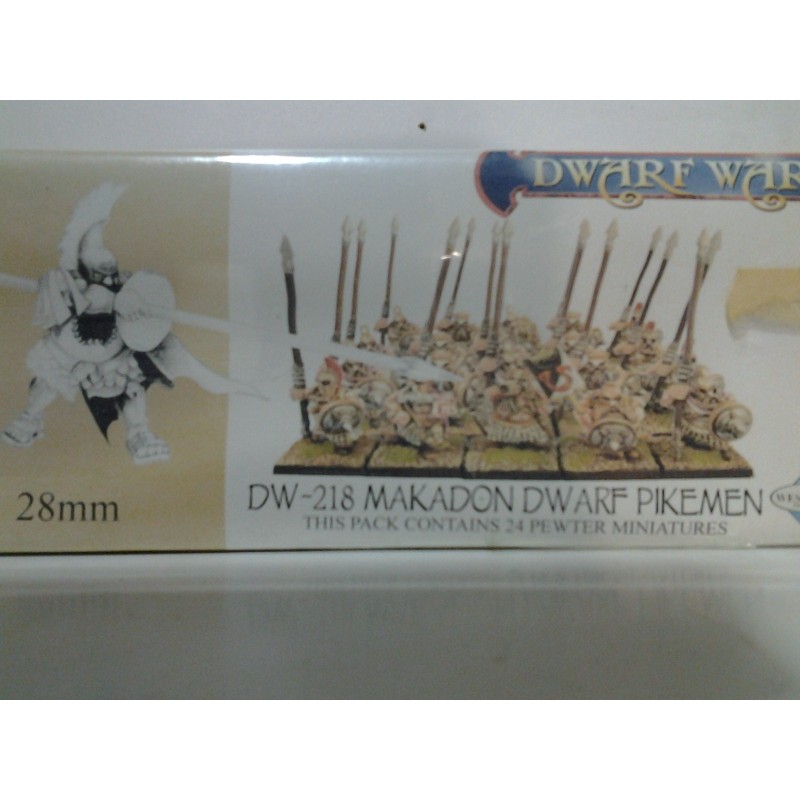 DWARF WAR
28mm
DW-218 MAKADON DWARF PIKEMEN
THIS PACK CONTAINS 24 PEWTER MINIATURES